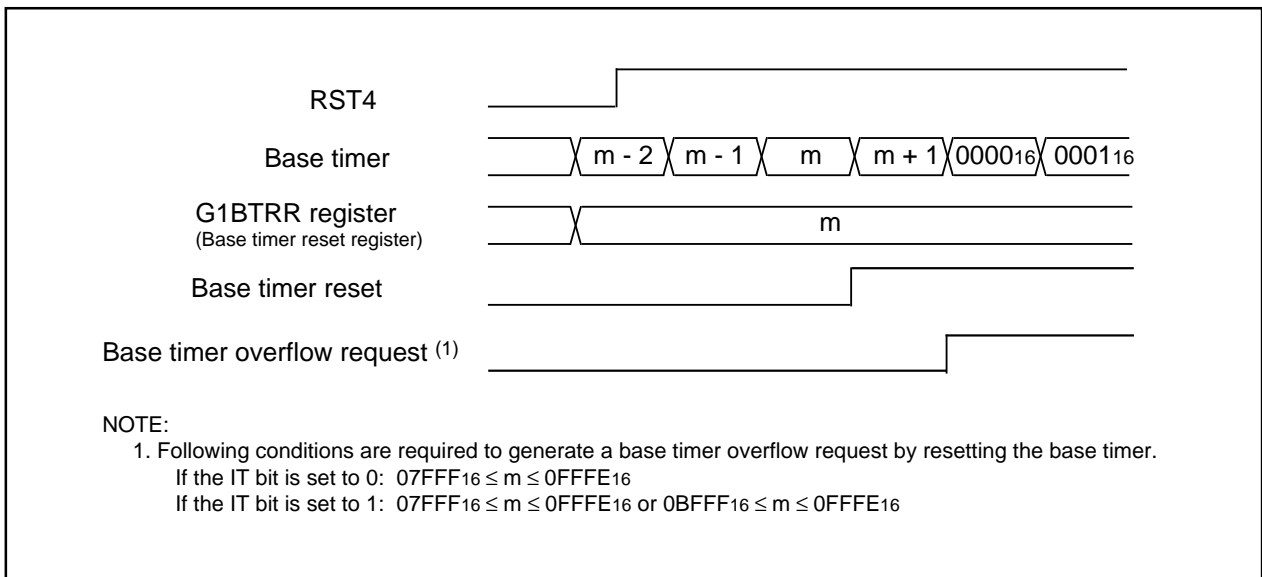 RST4
Base timer
m - 2 m - 1 m m + 1 000016 000116
G1BTRR register
(Base timer reset register)
m
Base timer reset
Base timer overflow request (1)
NOTE:
1. Following conditions are required to generate a base timer overflow request by resetting the base timer.
If the IT bit is set to 0: 07FFF16 ≤ m ≤ 0FFFE16
If the IT bit is set to 1: 07FFF16 ≤ m ≤ 0FFFE16 or 0BFFF16 ≤ m ≤ 0FFFE16